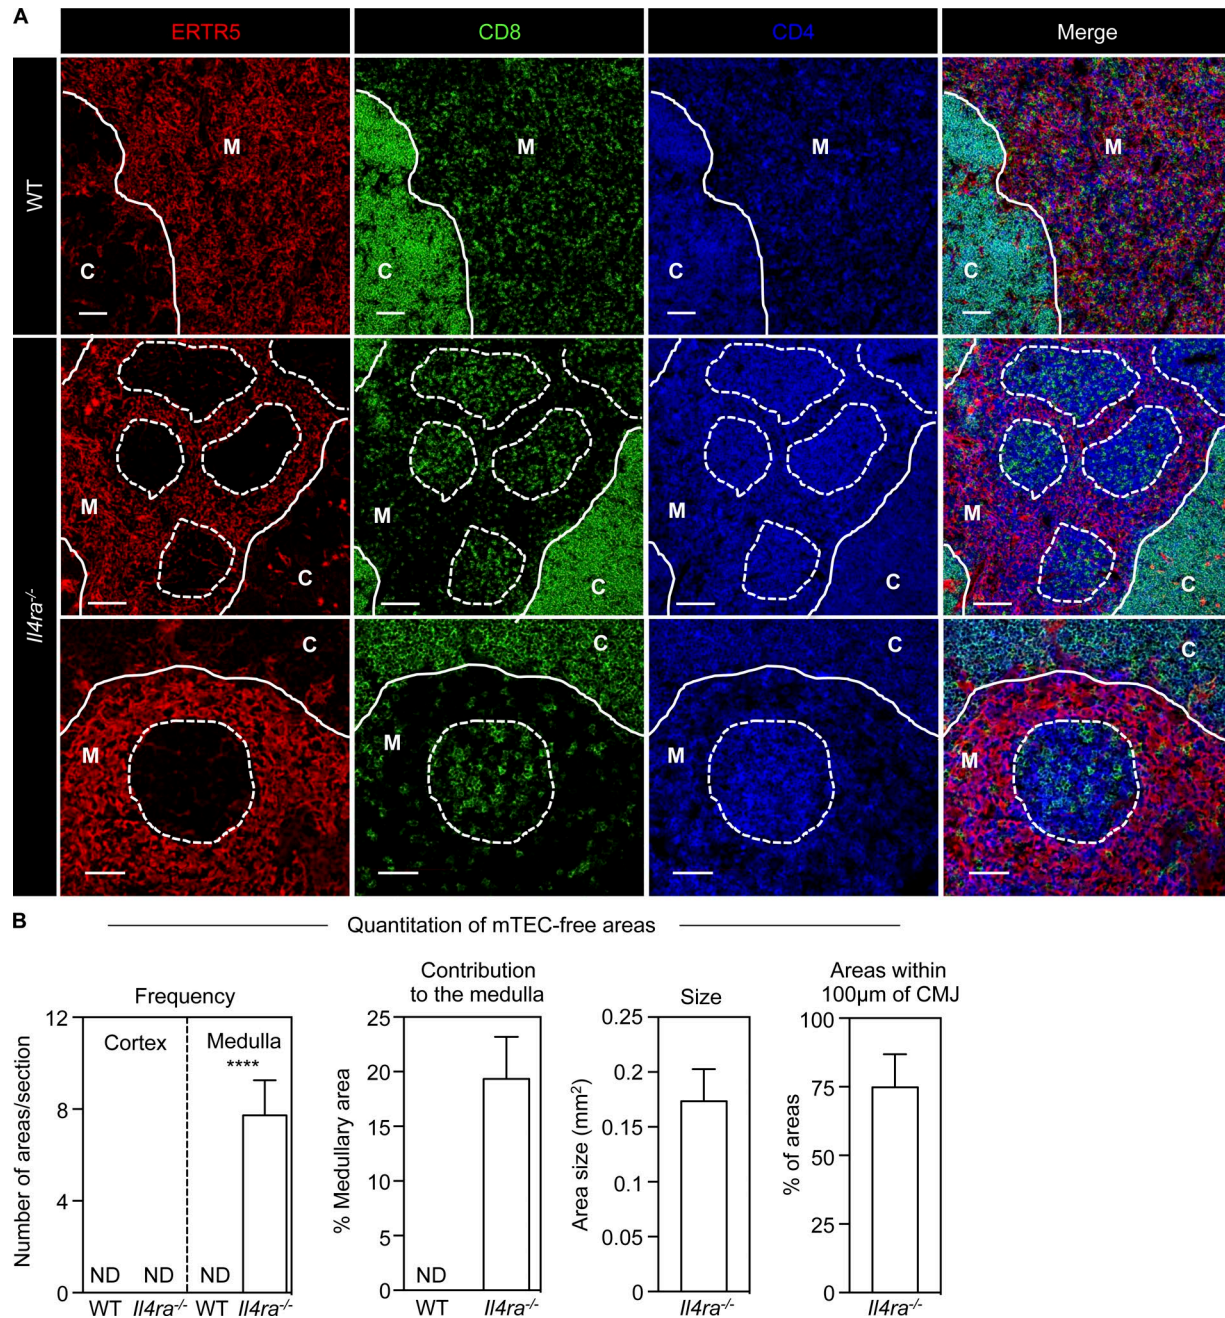 A
ERTR5 CD8 CD4 Merge
WT
M M M
C C C
Il4ra-/-
M M M
C C C
C C C C
M M M M
B
Quantitation of mTEC-free areas
Frequency
Number of areas/section
12
8
4
0
Cortex Medulla
****
ND ND ND
WT Il4ra-/- WT Il4ra-/-
Contribution
to the medulla
% Medullary area
25
20
15
10
5
0
ND
WT Il4ra-/-
Size
Area size (mm²)
0.25
0.2
0.15
0.1
0.05
0
Il4ra-/-
Areas within
100µm of CMJ
% of areas
100
75
50
25
0
Il4ra-/-